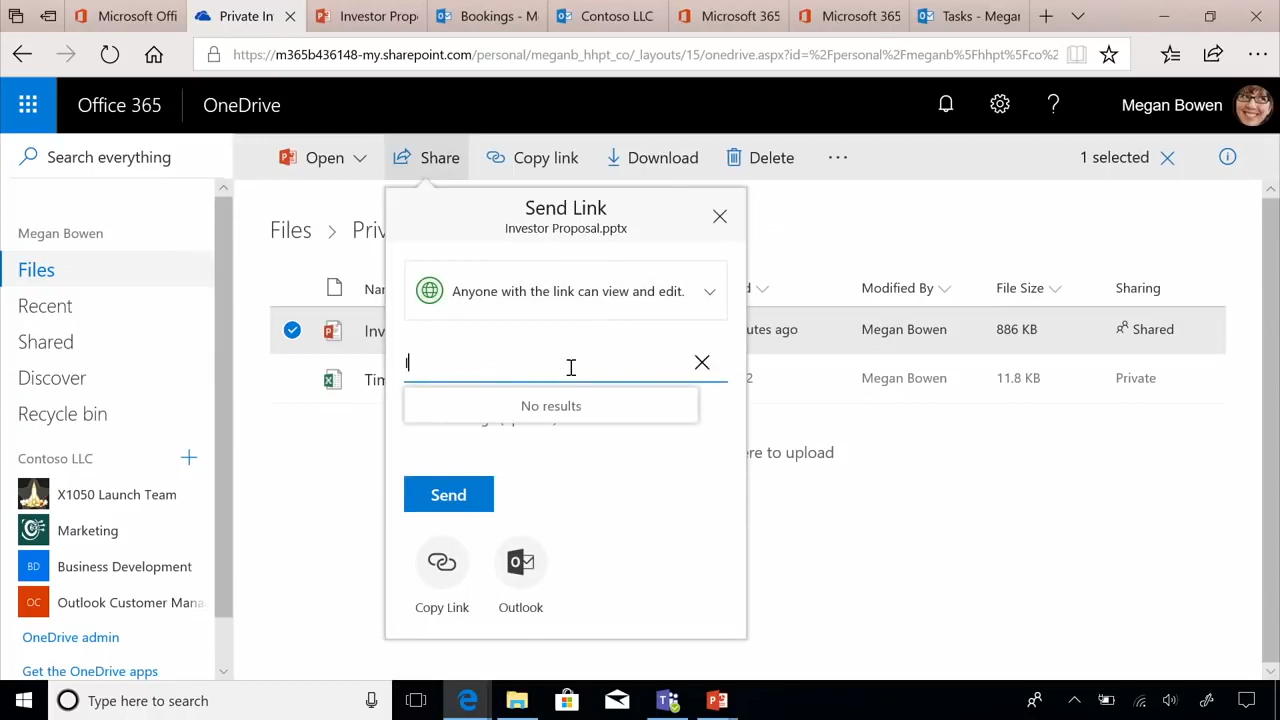 Microsoft Offi
Private In
Investor Prop
Bookings - M
Contoso LLC
Microsoft 365
Microsoft 365
Tasks - Megan
https://m365b436148-my.sharepoint.com/personal/meganb_hhpt_co/_layouts/15/onedrive.aspx?id=%2Fpersonal%2Fmeganb%5Fhhpt%5Fco%2
Office 365
OneDrive
?
Megan Bowen
Search everything
Open
Share
Copy link
Download
Delete
...
1 selected
Megan Bowen
Files
Recent
Shared
Discover
Recycle bin
Contoso LLC
X1050 Launch Team
Marketing
BD Business Development
OC Outlook Customer Mana
OneDrive admin
Get the OneDrive apps
Files > Priv
Na
d
Modified By
File Size
Sharing
Inv
utes ago
Megan Bowen
886 KB
Shared
Tim
2
Megan Bowen
11.8 KB
Private
ere to upload
Send Link
Investor Proposal.pptx
Anyone with the link can view and edit.
No results
Send
Copy Link
Outlook
Type here to search